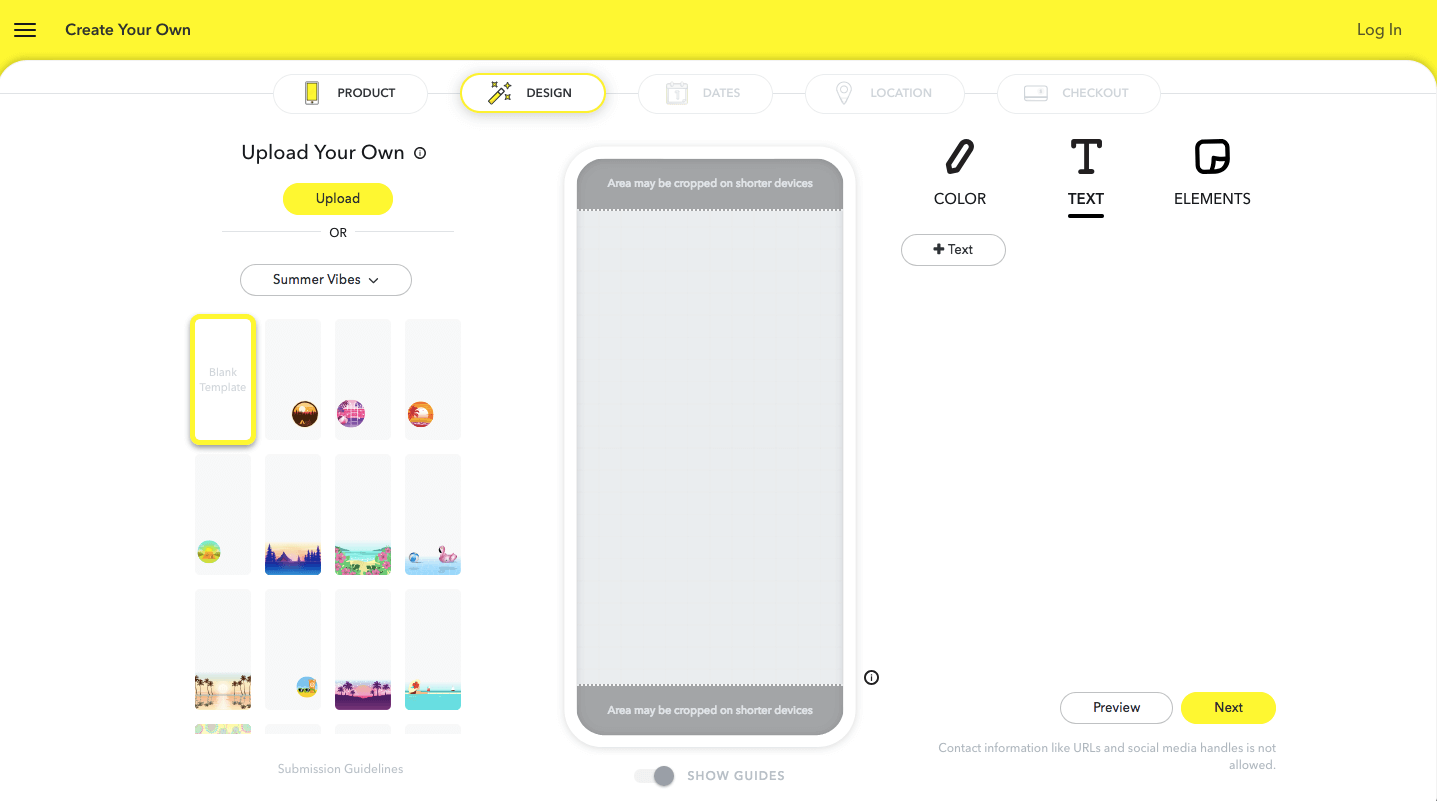 Create Your Own
Log In
PRODUCT
DESIGN
1
DATES
LOCATION
CHECKOUT
Upload Your Own
Upload
OR
Summer Vibes
Blank
Template
Submission Guidelines
Area may be cropped on shorter devices
Area may be cropped on shorter devices
SHOW GUIDES
COLOR
TEXT
ELEMENTS
+ Text
Preview
Next
Contact information like URLs and social media handles is not
allowed.